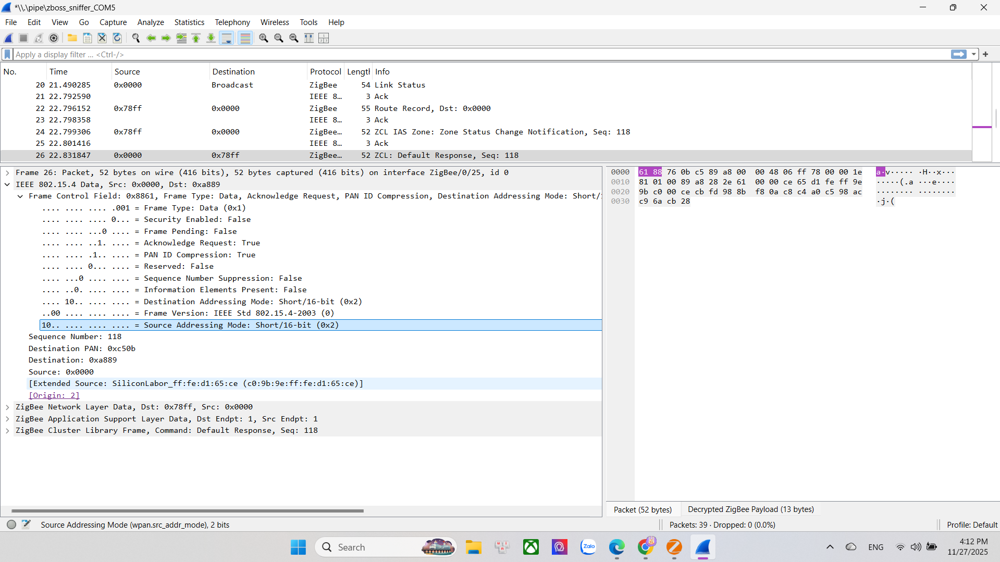 *\\.\pipe\zboss_sniffer_COM5
File Edit View Go Capture Analyze Statistics Telephony Wireless Tools Help
Apply a display filter … <Ctrl-/>
No. Time Source Destination Protocol Length Info
20 21.490285 0x0000 Broadcast ZigBee 54 Link Status
21 22.792590 IEEE 8… 3 Ack
22 22.796152 0x78ff 0x0000 ZigBee 55 Route Record, Dst: 0x0000
23 22.798358 IEEE 8… 3 Ack
24 22.799306 0x78ff 0x0000 ZigBee… 52 ZCL IAS Zone: Zone Status Change Notification, Seq: 118
25 22.801416 IEEE 8… 3 Ack
26 22.831847 0x0000 0x78ff ZigBee… 52 ZCL: Default Response, Seq: 118
Frame 26: Packet, 52 bytes on wire (416 bits), 52 bytes captured (416 bits) on interface ZigBee/0/25, id 0
IEEE 802.15.4 Data, Src: 0x0000, Dst: 0xa889
Frame Control Field: 0x8861, Frame Type: Data, Acknowledge Request, PAN ID Compression, Destination Addressing Mode: Short/
.... .... .... .001 = Frame Type: Data (0x1)
.... .... .... 0... = Security Enabled: False
.... .... ...0 .... = Frame Pending: False
.... .... ..1. .... = Acknowledge Request: True
.... .... .1.. .... = PAN ID Compression: True
.... .... 0... .... = Reserved: False
.... ...0 .... .... = Sequence Number Suppression: False
.... ..0. .... .... = Information Elements Present: False
.... 10.. .... .... = Destination Addressing Mode: Short/16-bit (0x2)
..00 .... .... .... = Frame Version: IEEE Std 802.15.4-2003 (0)
10.. .... .... .... = Source Addressing Mode: Short/16-bit (0x2)
Sequence Number: 118
Destination PAN: 0xc50b
Destination: 0xa889
Source: 0x0000
[Extended Source: SiliconLabor_ff:fe:d1:65:ce (c0:9b:9e:ff:fe:d1:65:ce)]
[Origin: 2]
ZigBee Network Layer Data, Dst: 0x78ff, Src: 0x0000
ZigBee Application Support Layer Data, Dst Endpt: 1, Src Endpt: 1
ZigBee Cluster Library Frame, Command: Default Response, Seq: 118
0000 61 88 76 0b c5 89 a8 00 00 48 06 ff 78 00 00 1e a·v····· ·H··x···
0010 81 01 00 89 a8 28 2e 61 00 00 ce 65 d1 fe ff 9e ·····(.a ···e····
0020 9b c0 00 ce cb fd 98 8b f8 0a c8 c4 a0 c5 98 ac ········ ········
0030 c9 6a cb 28 ·j·(
Packet (52 bytes) Decrypted ZigBee Payload (13 bytes)
Source Addressing Mode (wpan.src_addr_mode), 2 bits Packets: 39 · Dropped: 0 (0.0%) Profile: Default
Search
Zalo
ENG
4:12 PM
11/27/2025